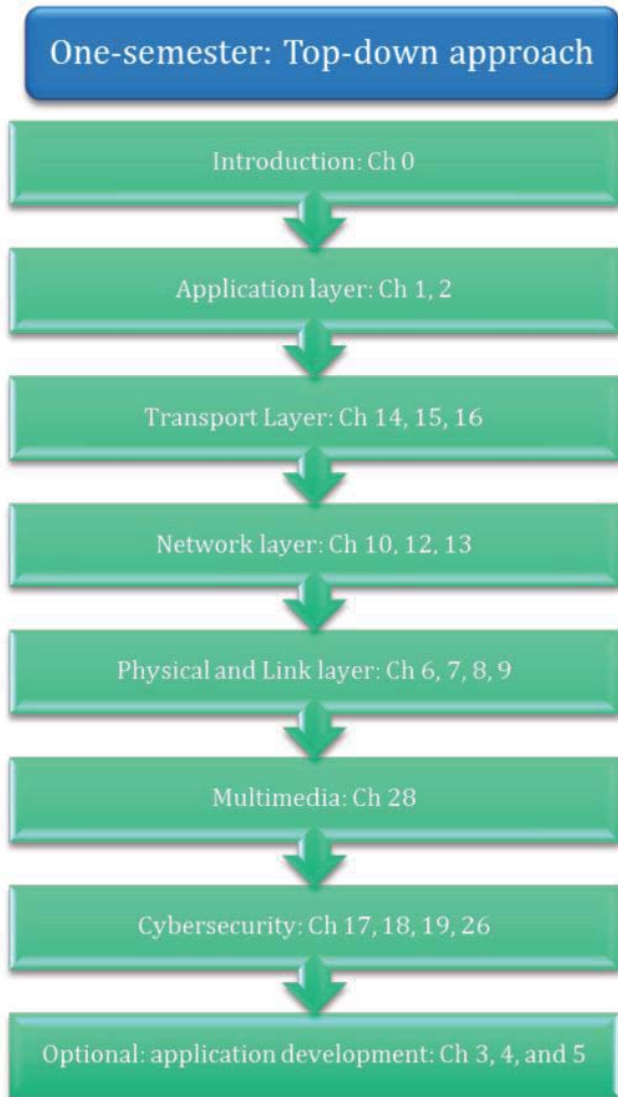 One-semester: Top-down approach
Introduction: Ch 0
Application layer: Ch 1, 2
Transport Layer: Ch 14, 15, 16
Network layer: Ch 10, 12, 13
Physical and Link layer: Ch 6, 7, 8, 9
Multimedia: Ch 28
Cybersecurity: Ch 17, 18, 19, 26
Optional: application development: Ch 3, 4, and 5